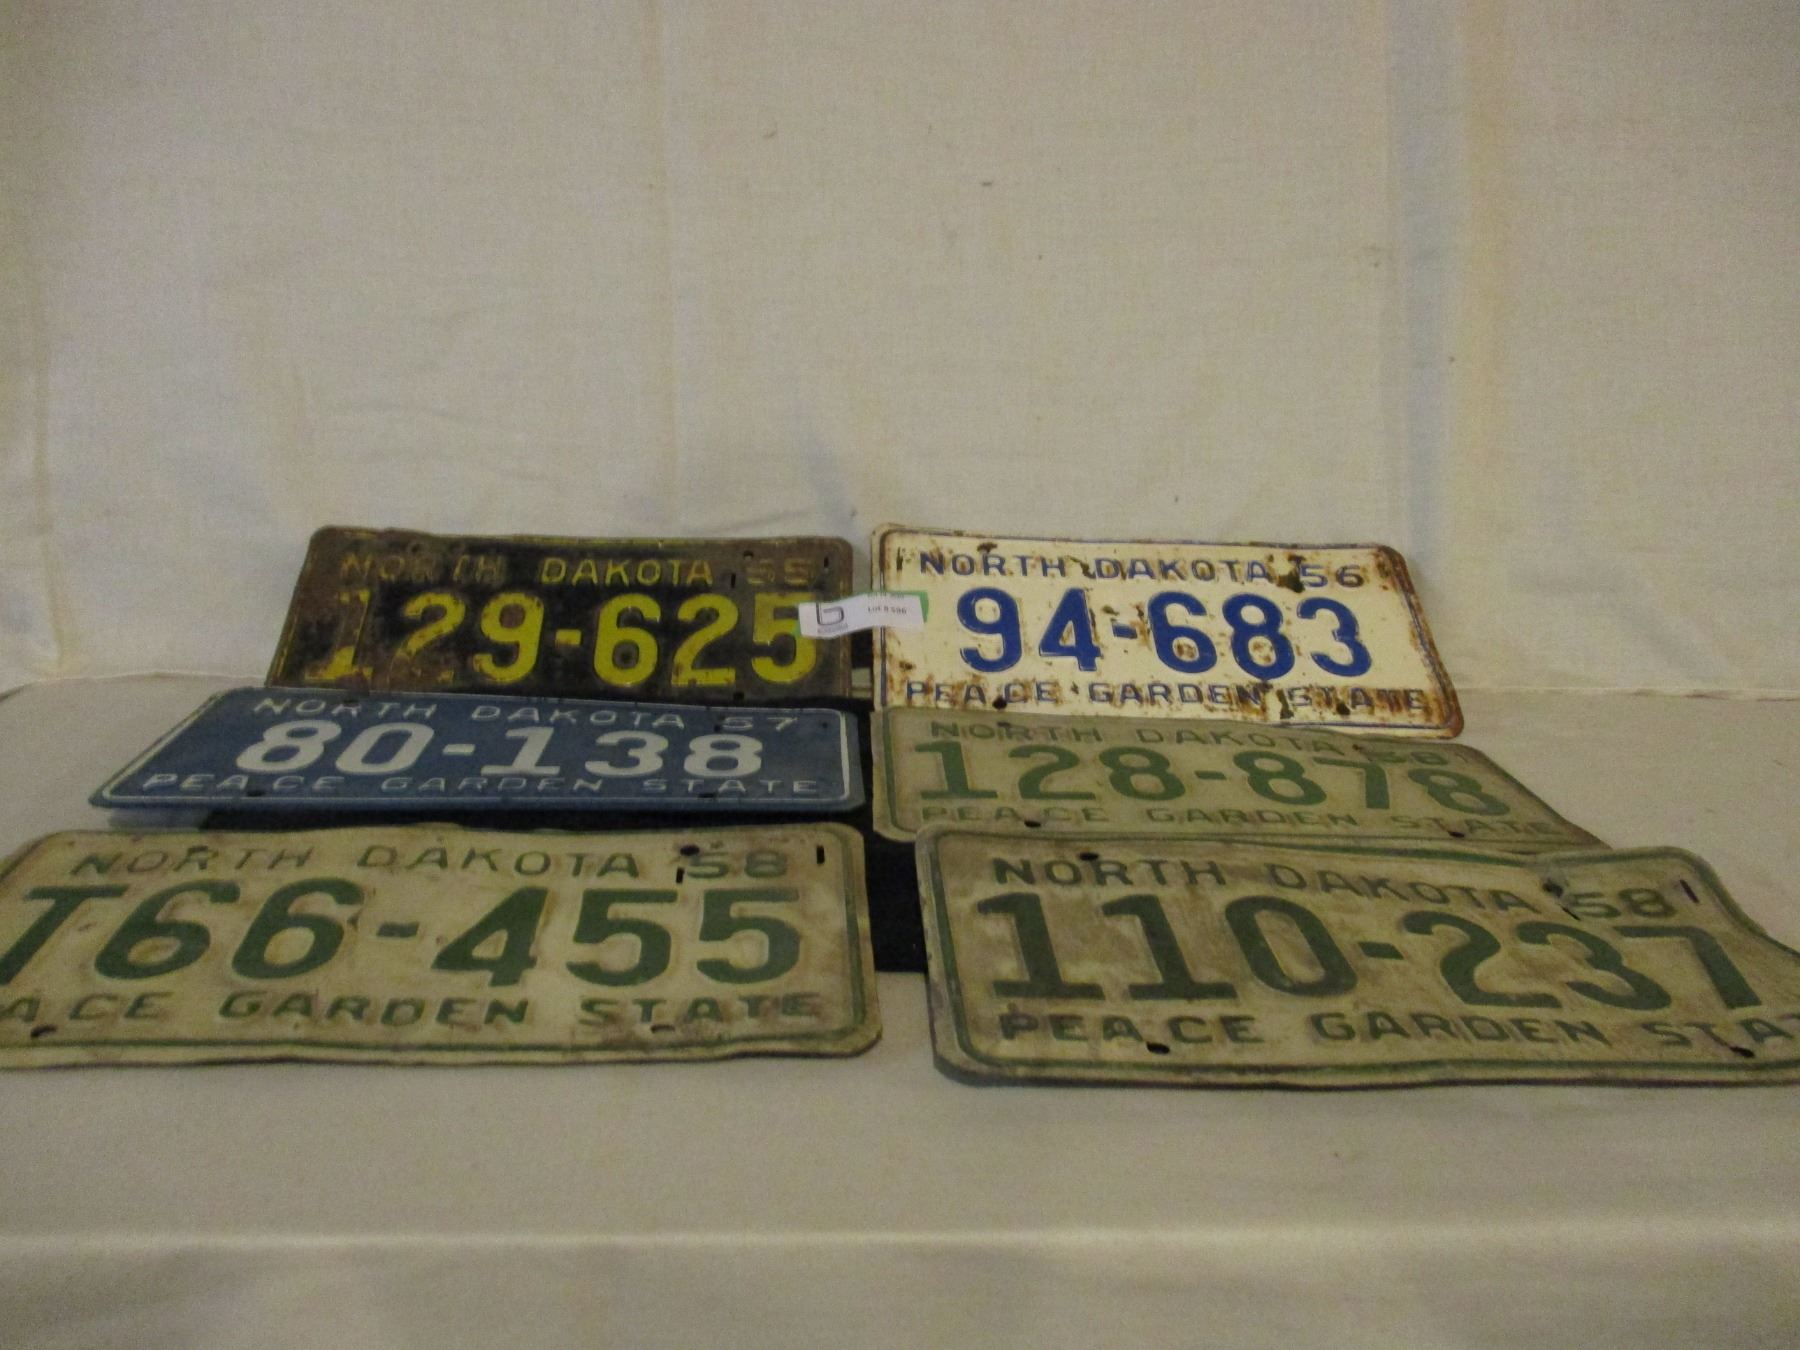 NORTH DAKOTA 55
129-625
NORTH DAKOTA 56
94-683
PEACE GARDEN STATE
NORTH DAKOTA 57
80-138
PEACE GARDEN STATE
NORTH DAKOTA 58
128-878
PEACE GARDEN STATE
NORTH DAKOTA 58
T66-455
ACE GARDEN STATE
NORTH DAKOTA 58
110-237
PEACE GARDEN STAT